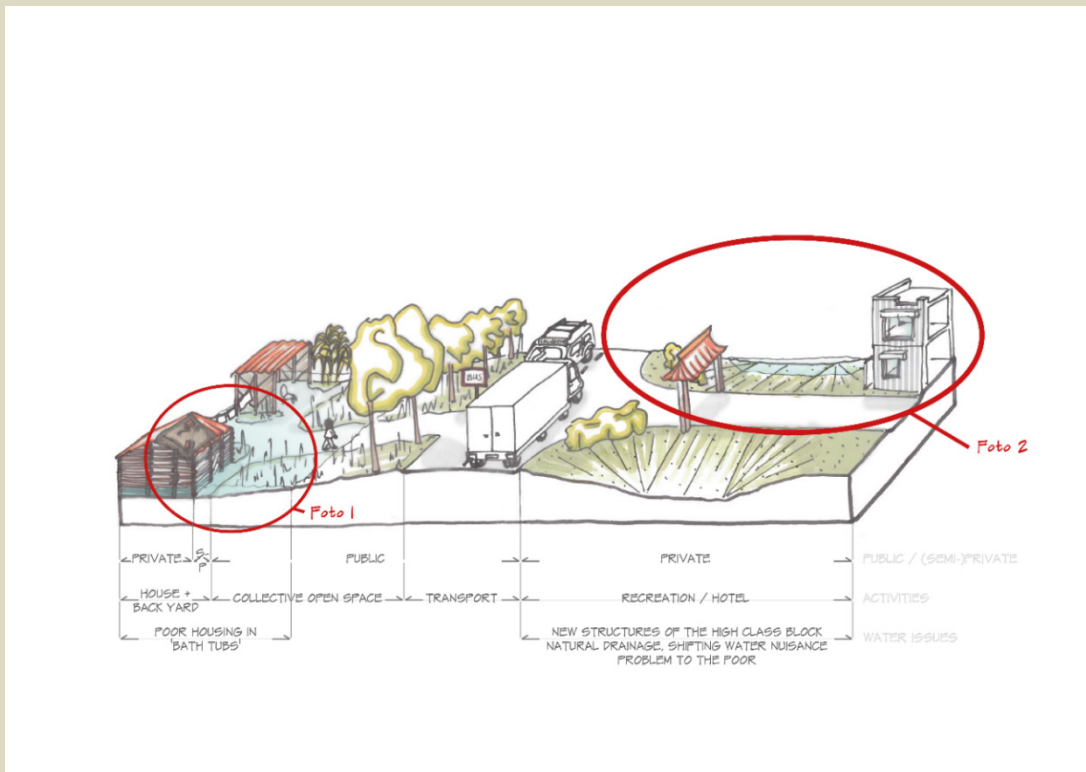 BUS
Foto 2
Foto 1
PRIVATE
S-P
PUBLIC
PRIVATE
PUBLIC / (SEMI-)PRIVATE
HOUSE +
BACK YARD
COLLECTIVE OPEN SPACE
TRANSPORT
RECREATION / HOTEL
ACTIVITIES
POOR HOUSING IN
'BATH TUBS'
NEW STRUCTURES OF THE HIGH CLASS BLOCK
NATURAL DRAINAGE, SHIFTING WATER NUISANCE
PROBLEM TO THE POOR
WATER ISSUES